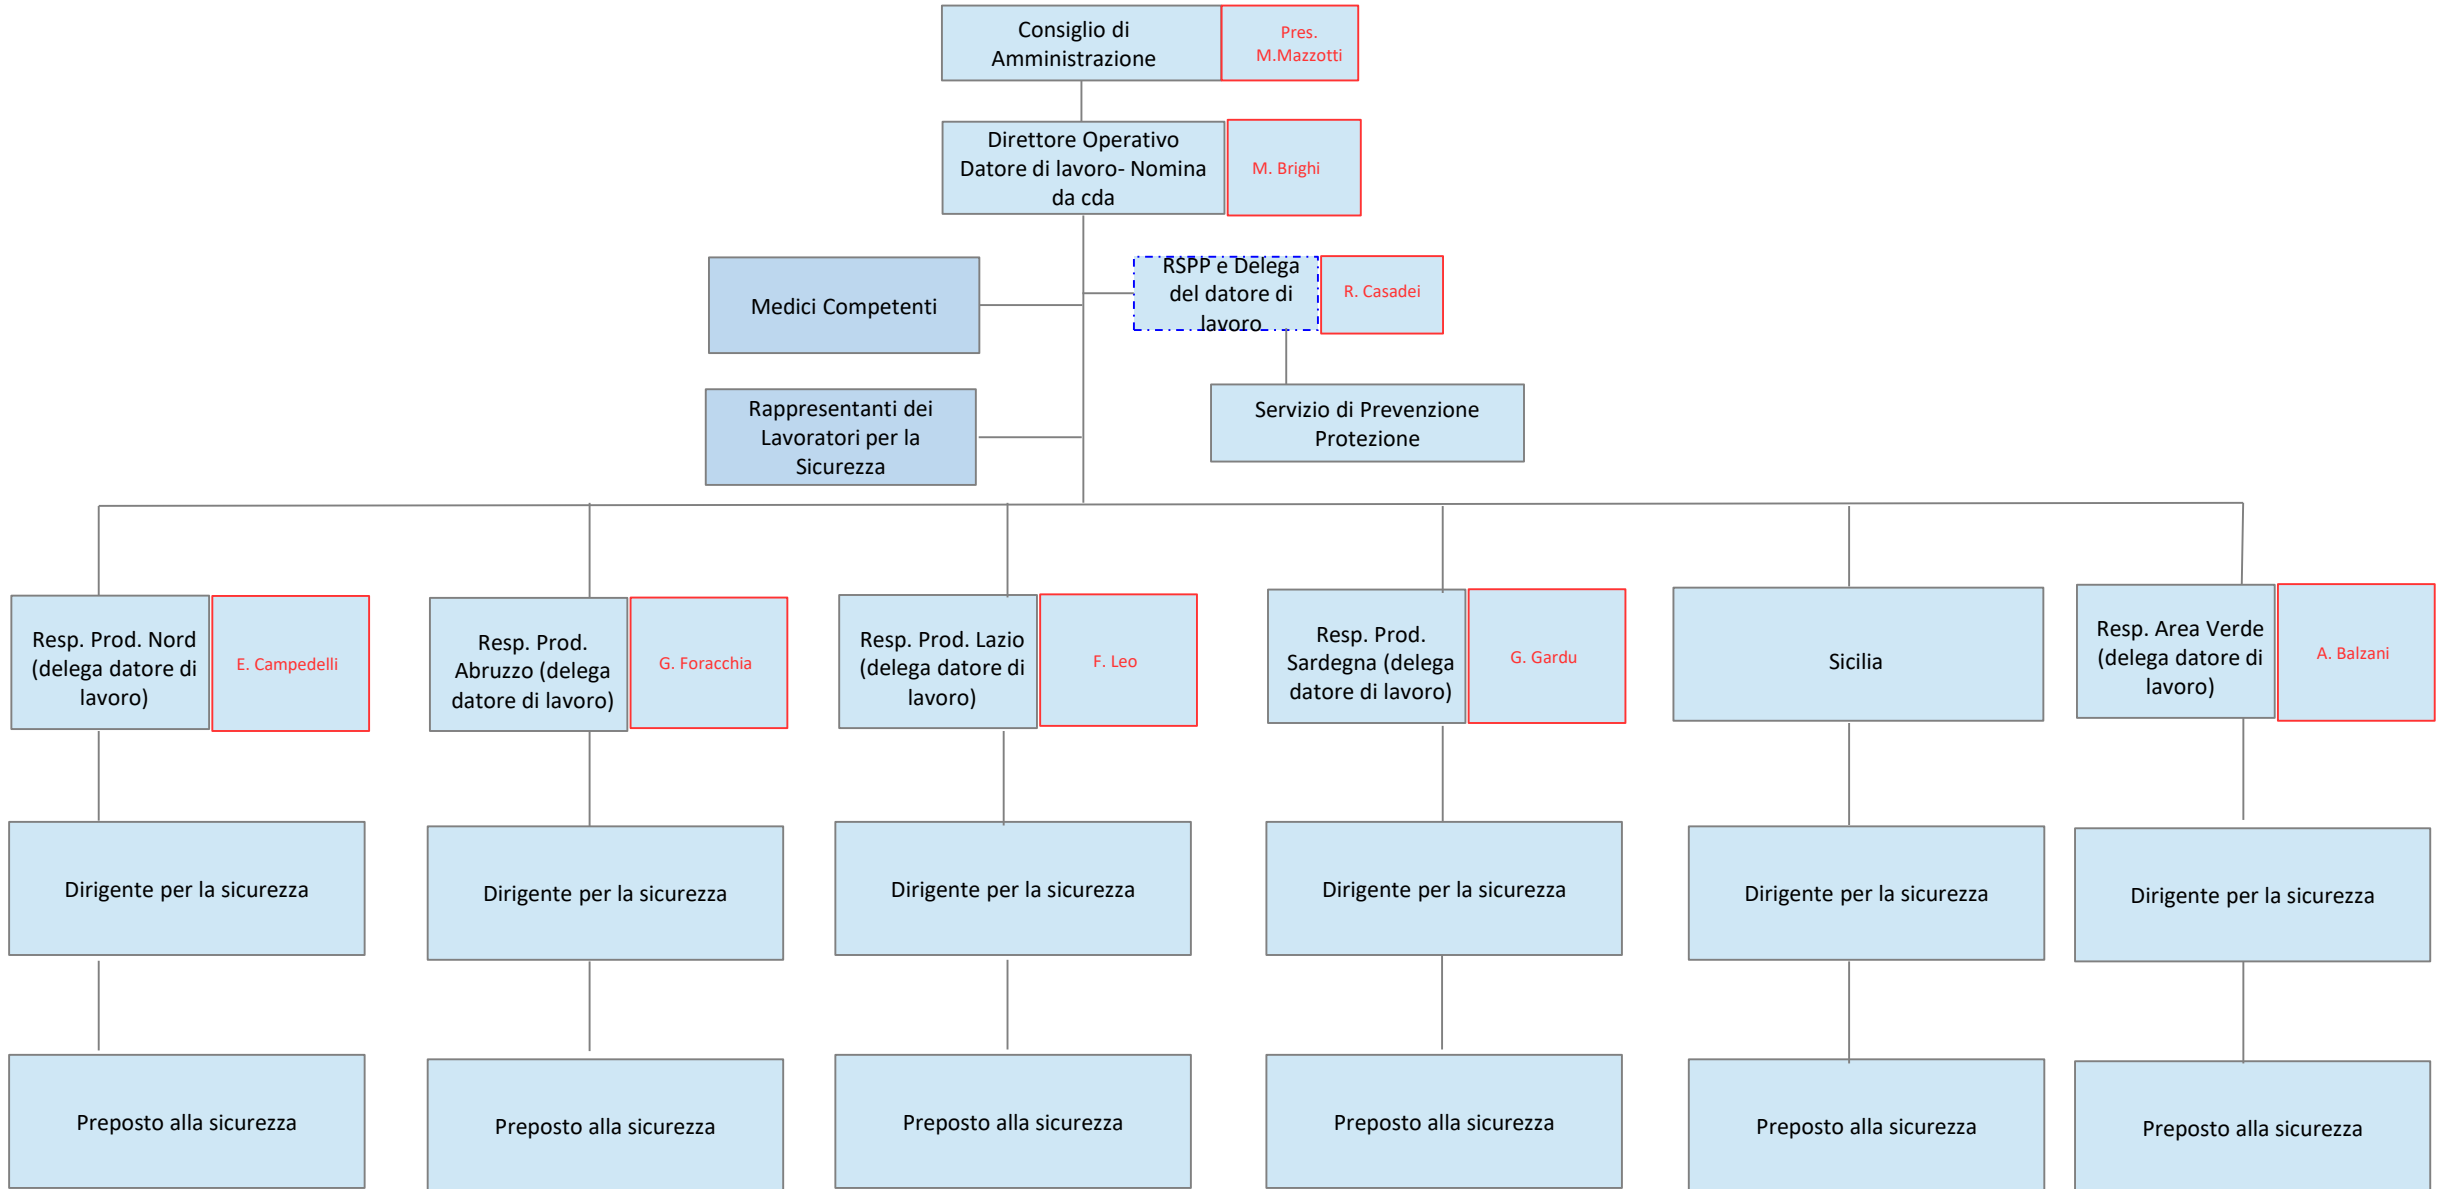 Consiglio di
Amministrazione
Pres.
M.Mazzotti
Direttore Operativo
Datore di lavoro- Nomina
da cda
M. Brighi
Medici Competenti
RSPP e Delega
del datore di
lavoro
R. Casadei
Rappresentanti dei
Lavoratori per la
Sicurezza
Servizio di Prevenzione
Protezione
Resp. Prod. Nord
(delega datore di
lavoro)
E. Campedelli
Resp. Prod.
Abruzzo (delega
datore di lavoro)
G. Foracchia
Resp. Prod. Lazio
(delega datore di
lavoro)
F. Leo
Resp. Prod.
Sardegna (delega
datore di lavoro)
G. Gardu
Sicilia
Resp. Area Verde
(delega datore di
lavoro)
A. Balzani
Dirigente per la sicurezza
Dirigente per la sicurezza
Dirigente per la sicurezza
Dirigente per la sicurezza
Dirigente per la sicurezza
Dirigente per la sicurezza
Preposto alla sicurezza
Preposto alla sicurezza
Preposto alla sicurezza
Preposto alla sicurezza
Preposto alla sicurezza
Preposto alla sicurezza